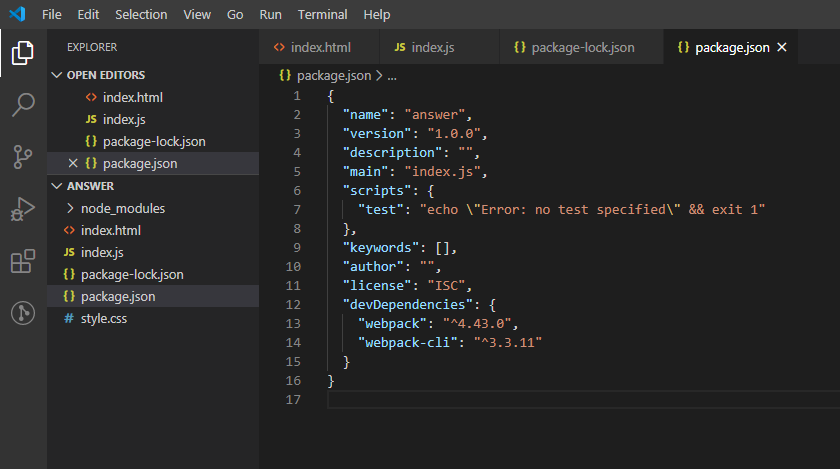 File Edit Selection View Go Run Terminal Help
EXPLORER
OPEN EDITORS
index.html
JS index.js
{} package-lock.json
{} package.json
ANSWER
node_modules
index.html
JS index.js
{} package-lock.json
{} package.json
# style.css
index.html JS index.js {} package-lock.json {} package.json
{} package.json > ...
1 {
2 "name": "answer",
3 "version": "1.0.0",
4 "description": "",
5 "main": "index.js",
6 "scripts": {
7 "test": "echo \"Error: no test specified\" && exit 1"
8 },
9 "keywords": [],
10 "author": "",
11 "license": "ISC",
12 "devDependencies": {
13 "webpack": "^4.43.0",
14 "webpack-cli": "^3.3.11"
15 }
16 }
17